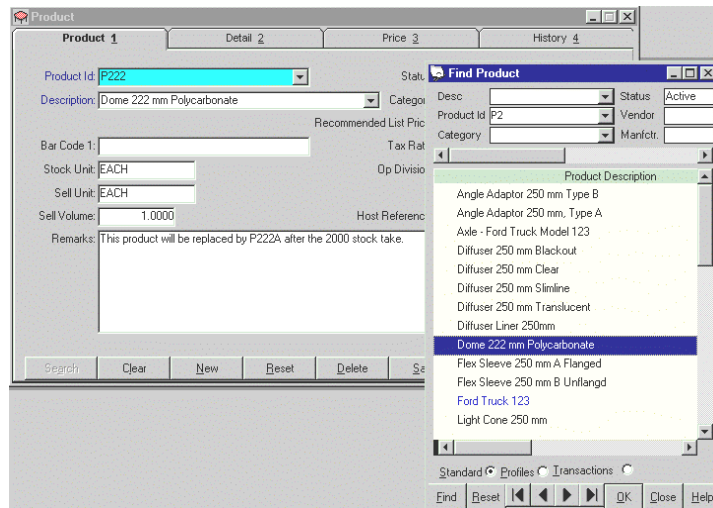 Product
Product 1
Detail 2
Price 3
History 4
Product Id: P222
Statu
Description: Dome 222 mm Polycarbonate
Categor
Recommended List Pric
Bar Code 1:
Tax Rat
Stock Unit: EACH
Op Divisio
Sell Unit: EACH
Sell Volume: 1.0000
Host Referenc
Remarks: This product will be replaced by P222A after the 2000 stock take.
Search
Clear
New
Reset
Delete
Sa
Find Product
Desc
Status Active
Product Id P2
Vendor
Category
Manfctr.
Product Description
Angle Adaptor 250 mm Type B
Angle Adaptor 250 mm, Type A
Axle - Ford Truck Model 123
Diffuser 250 mm Blackout
Diffuser 250 mm Clear
Diffuser 250 mm Slimline
Diffuser 250 mm Translucent
Diffuser Liner 250mm
Dome 222 mm Polycarbonate
Flex Sleeve 250 mm A Flanged
Flex Sleeve 250 mm B Unflangd
Ford Truck 123
Light Cone 250 mm
Standard Profiles Transactions
Find
Reset
OK
Close
Help